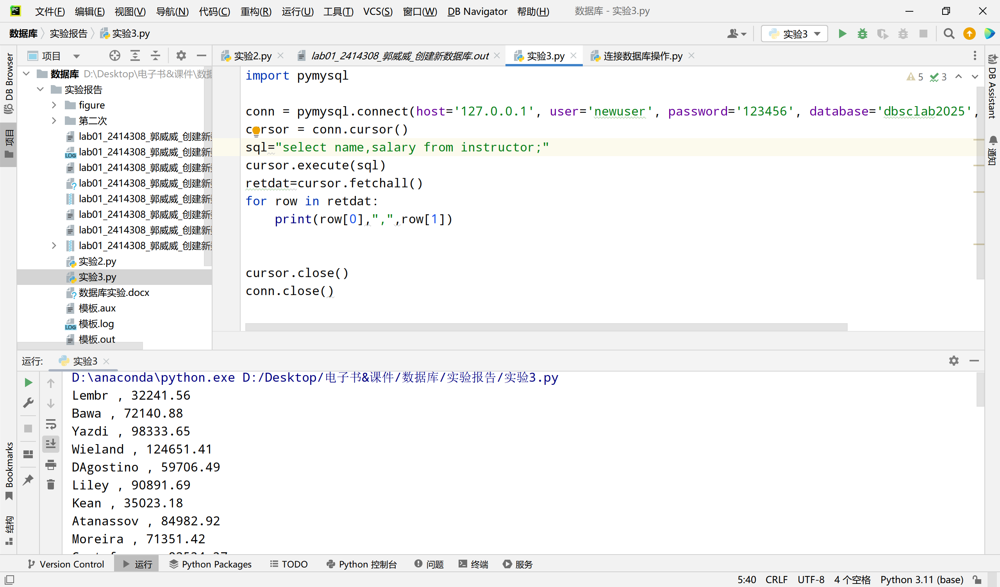 文件(F) 编辑(E) 视图(V) 导航(N) 代码(C) 重构(R) 运行(U) 工具(T) VCS(S) 窗口(W) DB Navigator 帮助(H) 数据库 - 实验3.py
数据库 实验报告 实验3.py 实验3
项目 实验2.py lab01_2414308_郭威威_创建新数据库.out 实验3.py 连接数据库操作.py
DB Browser
项目
Bookmarks
结构
DB Assistant
通知
数据库 D:\Desktop\电子书&课件\数据
实验报告
figure
第二次
lab01_2414308_郭威威_创建新
lab01_2414308_郭威威_创建新
lab01_2414308_郭威威_创建新
lab01_2414308_郭威威_创建新
lab01_2414308_郭威威_创建新
lab01_2414308_郭威威_创建新
lab01_2414308_郭威威_创建新
lab01_2414308_郭威威_创建新
实验2.py
实验3.py
数据库实验.docx
模板.aux
模板.log
模板.out
5 3
import pymysql
conn = pymysql.connect(host='127.0.0.1', user='newuser', password='123456', database='dbsclab2025',
cursor = conn.cursor()
sql="select name,salary from instructor;"
cursor.execute(sql)
retdat=cursor.fetchall()
for row in retdat:
    print(row[0],",",row[1])
cursor.close()
conn.close()
运行: 实验3
D:\anaconda\python.exe D:/Desktop/电子书&课件/数据库/实验报告/实验3.py
Lembr , 32241.56
Bawa , 72140.88
Yazdi , 98333.65
Wieland , 124651.41
DAgostino , 59706.49
Liley , 90891.69
Kean , 35023.18
Atanassov , 84982.92
Moreira , 71351.42
Version Control 运行 Python Packages TODO Python 控制台 问题 终端 服务
5:40 CRLF UTF-8 4 个空格 Python 3.11 (base)